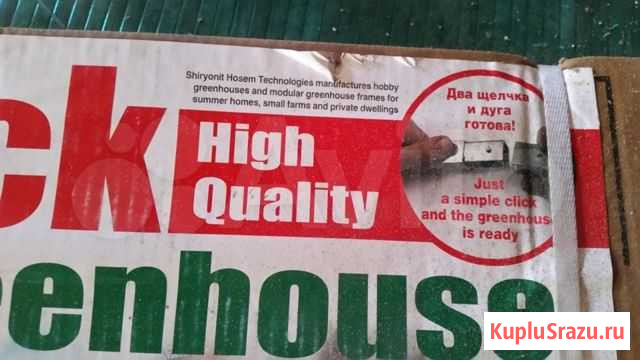 Shiryonit Hosem Technologies manufactures hobby
greenhouses and modular greenhouse frames for
summer homes, small farms and private dwellings
ck
High
Quality
Два щелчка
и дуга
готова!
Just
a simple click
and the greenhouse
is ready
eenhouse
KupluSrazu.ru